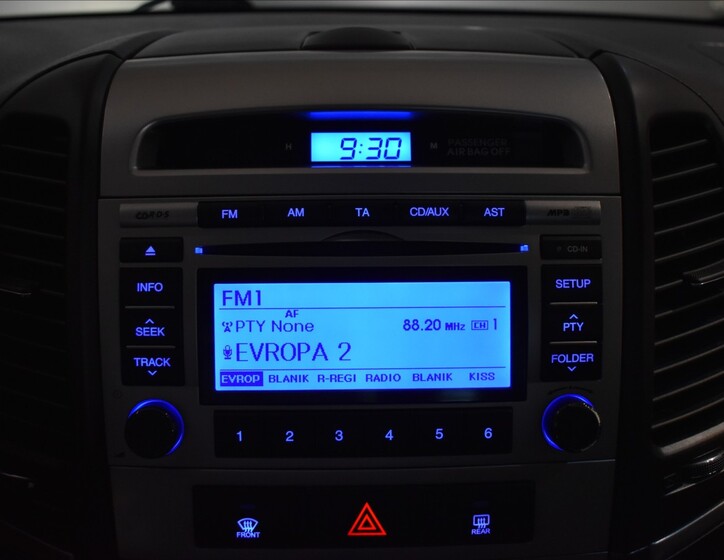 H 9:30 M PASSENGER
AIR BAG OFF
FM AM TA CD/AUX AST MP3
CD-IN
INFO
SEEK
TRACK
FM1
AF
PTY None 88.20 MHz CH 1
EVROPA 2
EVROP BLANIK R-REGI RADIO BLANIK KISS
SETUP
PTY
FOLDER
1 2 3 4 5 6
FRONT REAR